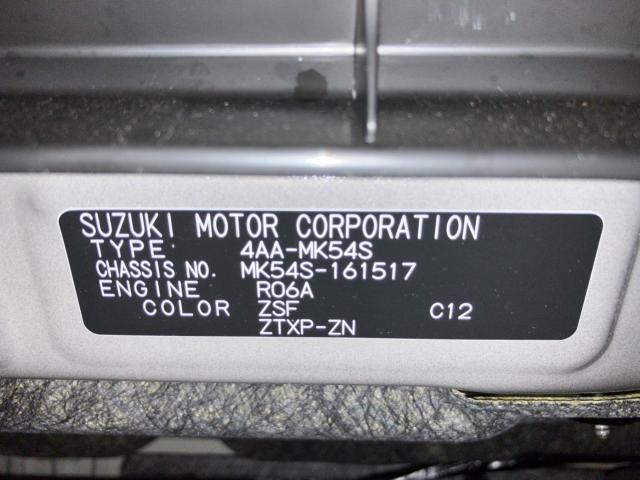 SUZUKI MOTOR CORPORATION
TYPE 4AA-MK54S
CHASSIS NO. MK54S-161517
ENGINE R06A
COLOR ZSF C12
ZTXP-ZN